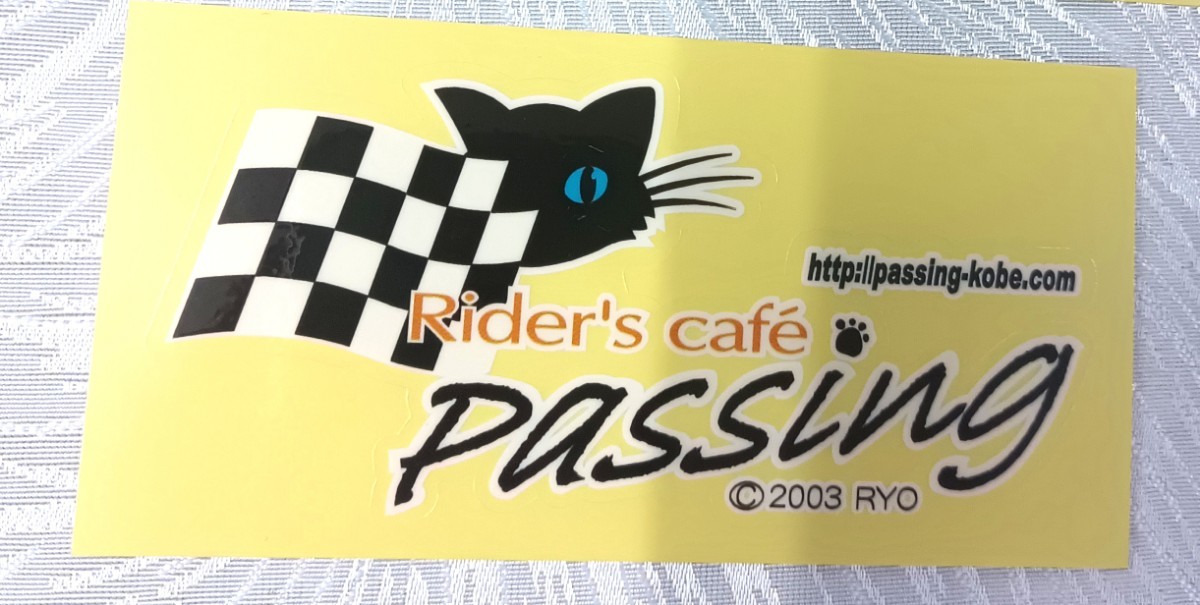 http://passing-kobe.com
Rider's café
Passing
©2003 RYO